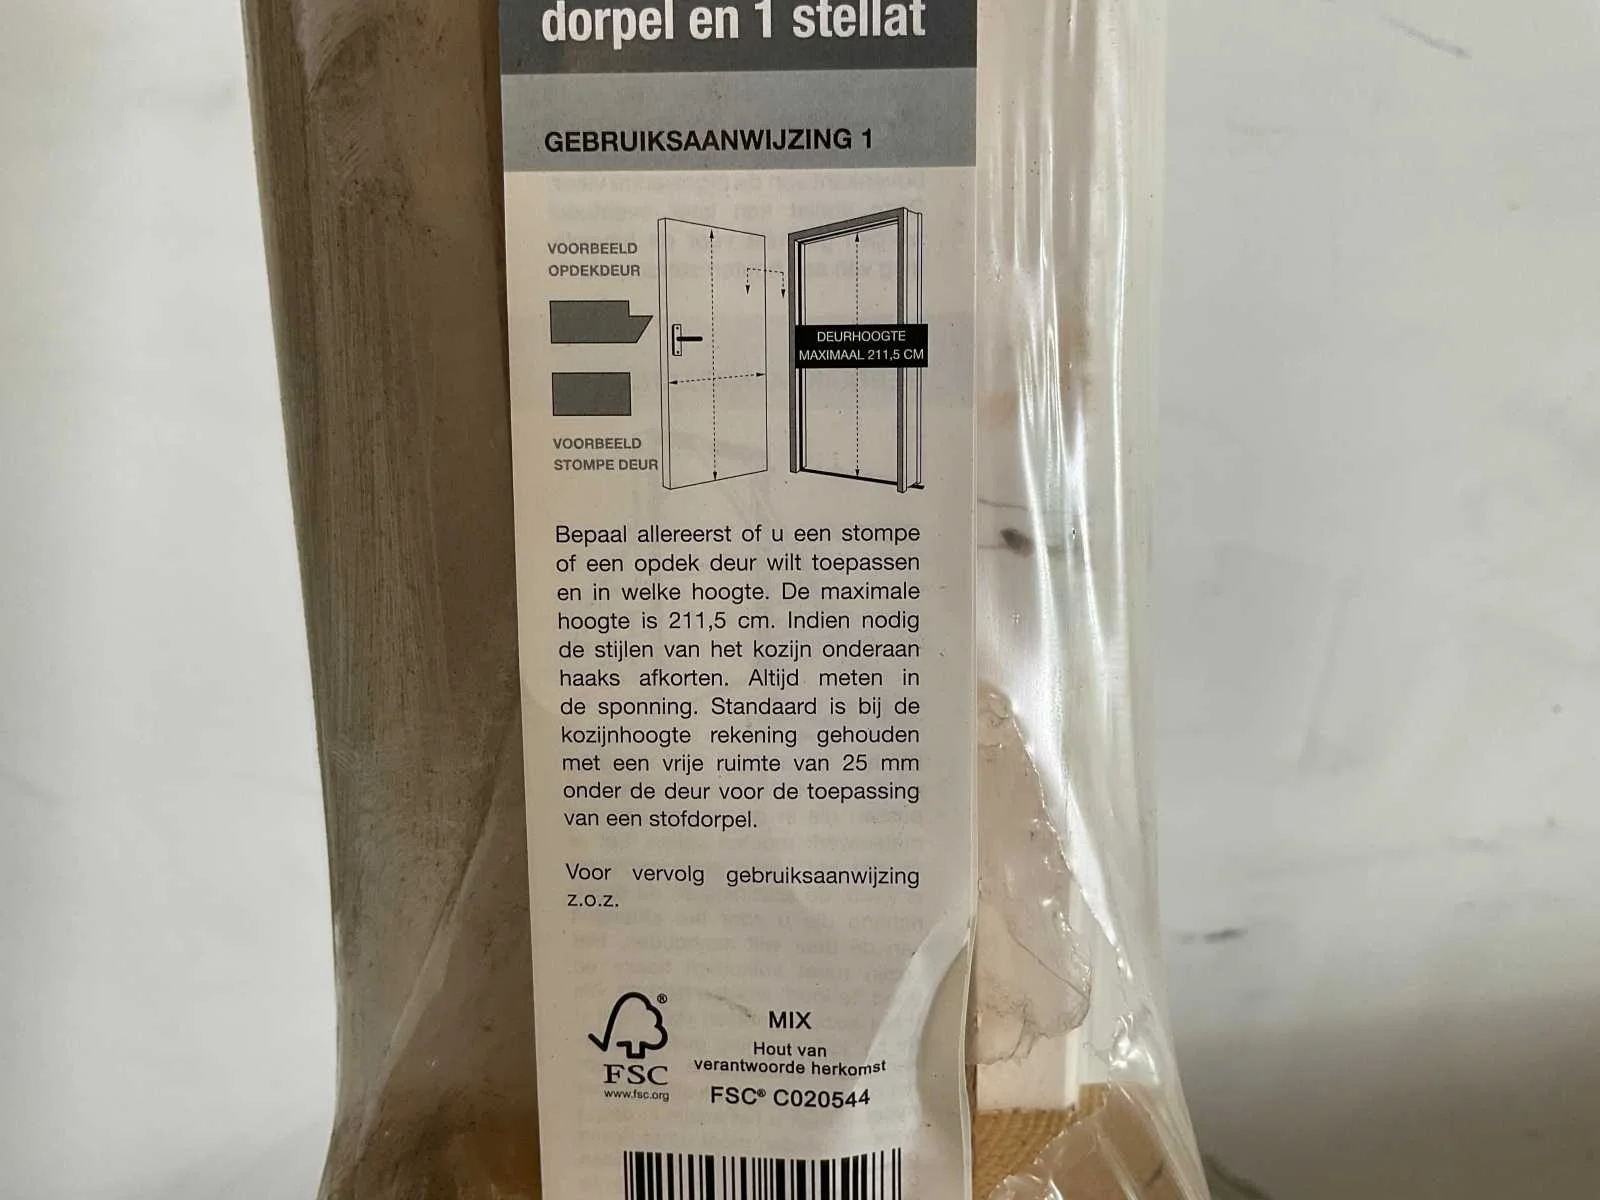 dorpel en 1 stellat
GEBRUIKSAANWIJZING 1
VOORBEELD
OPDEKDEUR
DEURHOOGTE
MAXIMAAL 211,5 CM
VOORBEELD
STOMPE DEUR
Bepaal allereerst of u een stompe
of een opdek deur wilt toepassen
en in welke hoogte. De maximale
hoogte is 211,5 cm. Indien nodig
de stijlen van het kozijn onderaan
haaks afkorten. Altijd meten in
de sponning. Standaard is bij de
kozijnhoogte rekening gehouden
met een vrije ruimte van 25 mm
onder de deur voor de toepassing
van een stofdorpel.
Voor vervolg gebruiksaanwijzing
z.o.z.
®
FSC
www.fsc.org
MIX
Hout van
verantwoorde herkomst
FSC® C020544